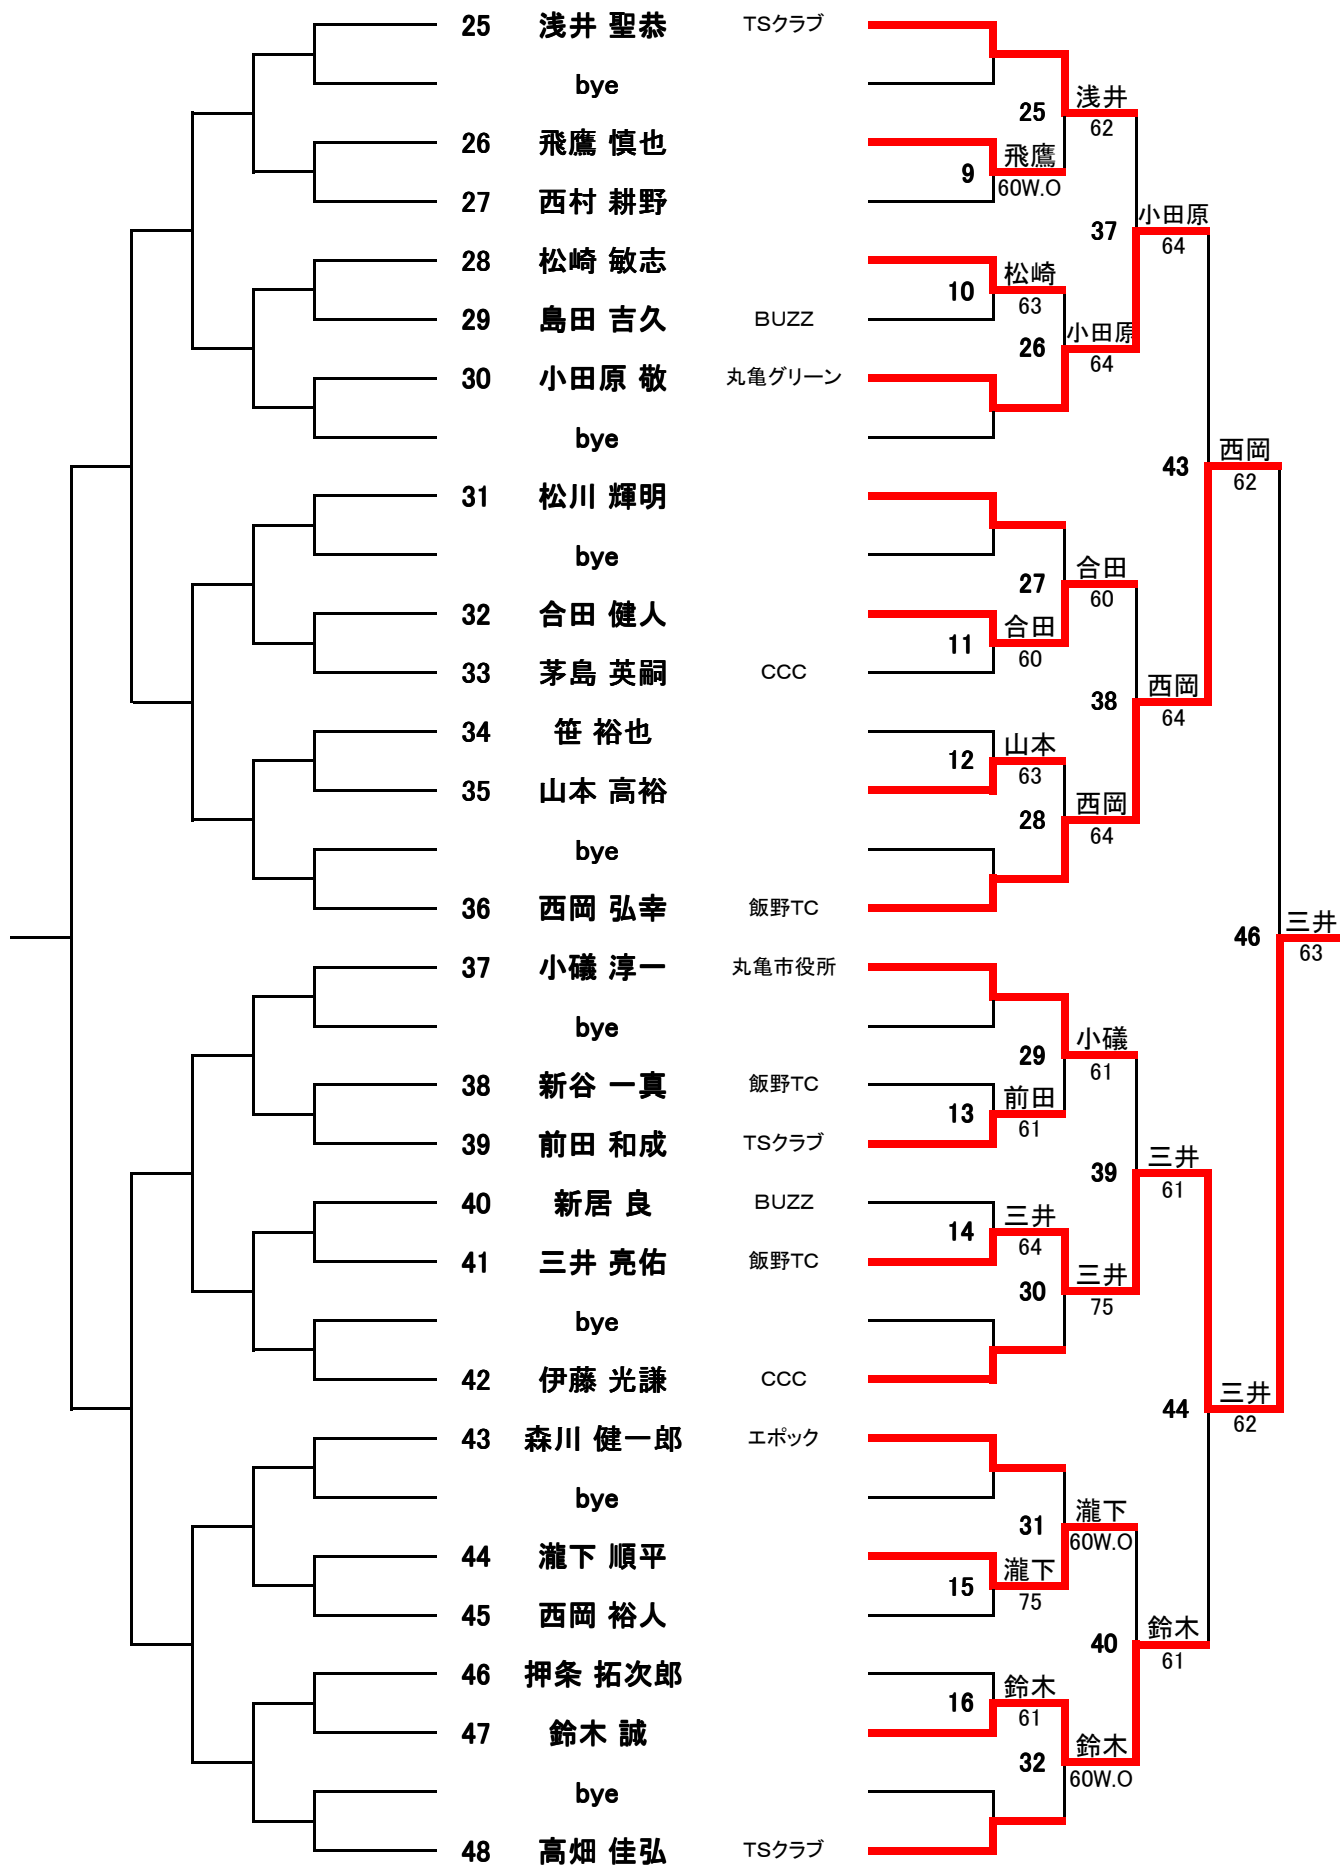 25 浅井 聖恭 TSクラブ
bye
浅井
25
62
26 飛鷹 慎也
飛鷹
9
60W.O
27 西村 耕野
小田原
37
64
28 松崎 敏志
松崎
10
63
29 島田 吉久 BUZZ
小田原
26
64
30 小田原 敬 丸亀グリーン
bye
西岡
43
62
31 松川 輝明
bye
合田
27
60
32 合田 健人
合田
11
60
33 茅島 英嗣 CCC
西岡
38
64
34 笹 裕也
山本
12
63
35 山本 高裕
西岡
28
64
bye
36 西岡 弘幸 飯野TC
三井
46
63
37 小礒 淳一 丸亀市役所
bye
小礒
29
61
38 新谷 一真 飯野TC
前田
13
61
39 前田 和成 TSクラブ
三井
39
61
40 新居 良 BUZZ
三井
14
64
41 三井 亮佑 飯野TC
三井
30
75
bye
42 伊藤 光謙 CCC
三井
44
62
43 森川 健一郎 エポック
bye
瀧下
31
60W.O
44 瀧下 順平
瀧下
15
75
45 西岡 裕人
鈴木
40
61
46 押条 拓次郎
鈴木
16
61
47 鈴木 誠
鈴木
32
60W.O
bye
48 高畑 佳弘 TSクラブ